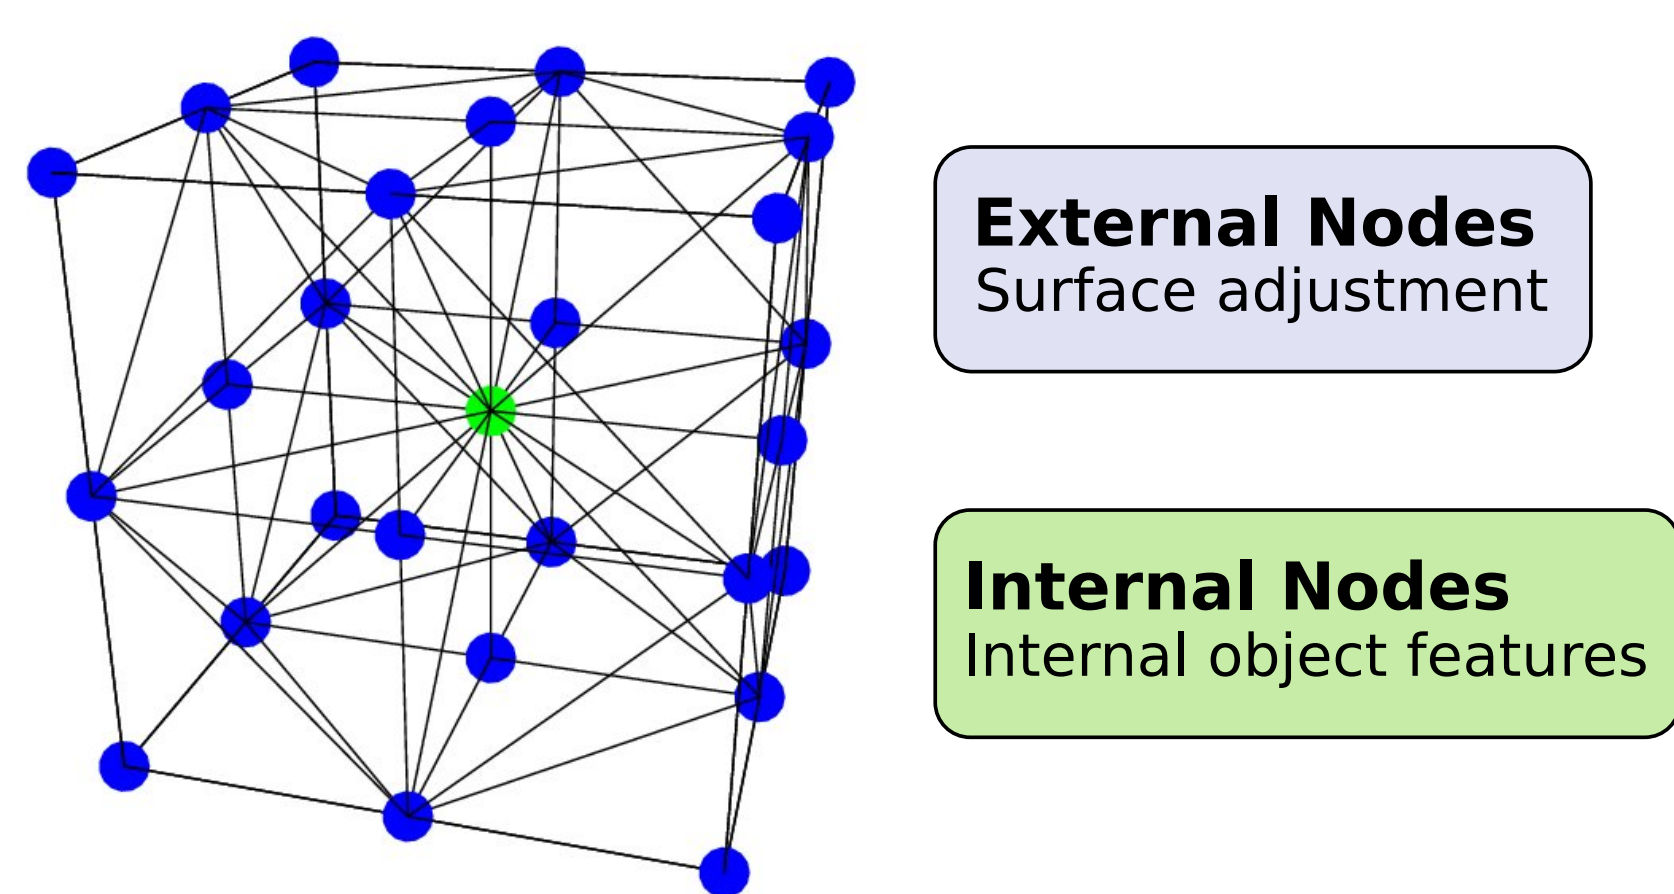 External Nodes
Surface adjustment
Internal Nodes
Internal object features